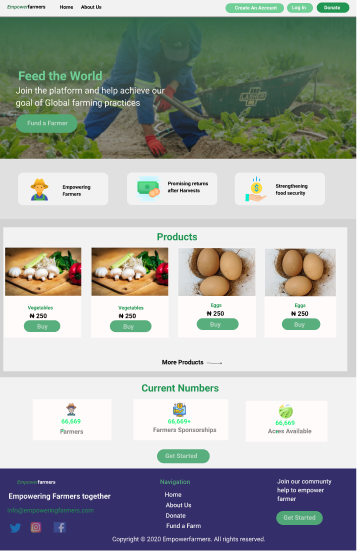 Empowerfarmers Home About Us Create An Account Log In Donate
Feed the World
Join the platform and help achieve our
goal of Global farming practices
Fund a Farmer
Empowering
Farmers
Promising returns
after Harvests
Strengthening
food security
Products
Vegetables
₦ 250
Buy
Vegetables
₦ 250
Buy
Eggs
₦ 250
Buy
Eggs
₦ 250
Buy
More Products
Current Numbers
66,669
Farmers
66,669+
Farmers Sponsorships
66,669
Acres Available
Get Started
Empowerfarmers
Empowering Farmers together
info@empoweringfarmers.com
Navigation
Home
About Us
Donate
Fund a Farm
Join our community
help to empower
farmer
Get Started
Copyright © 2020 Empowerfarmers. All rights reserved.